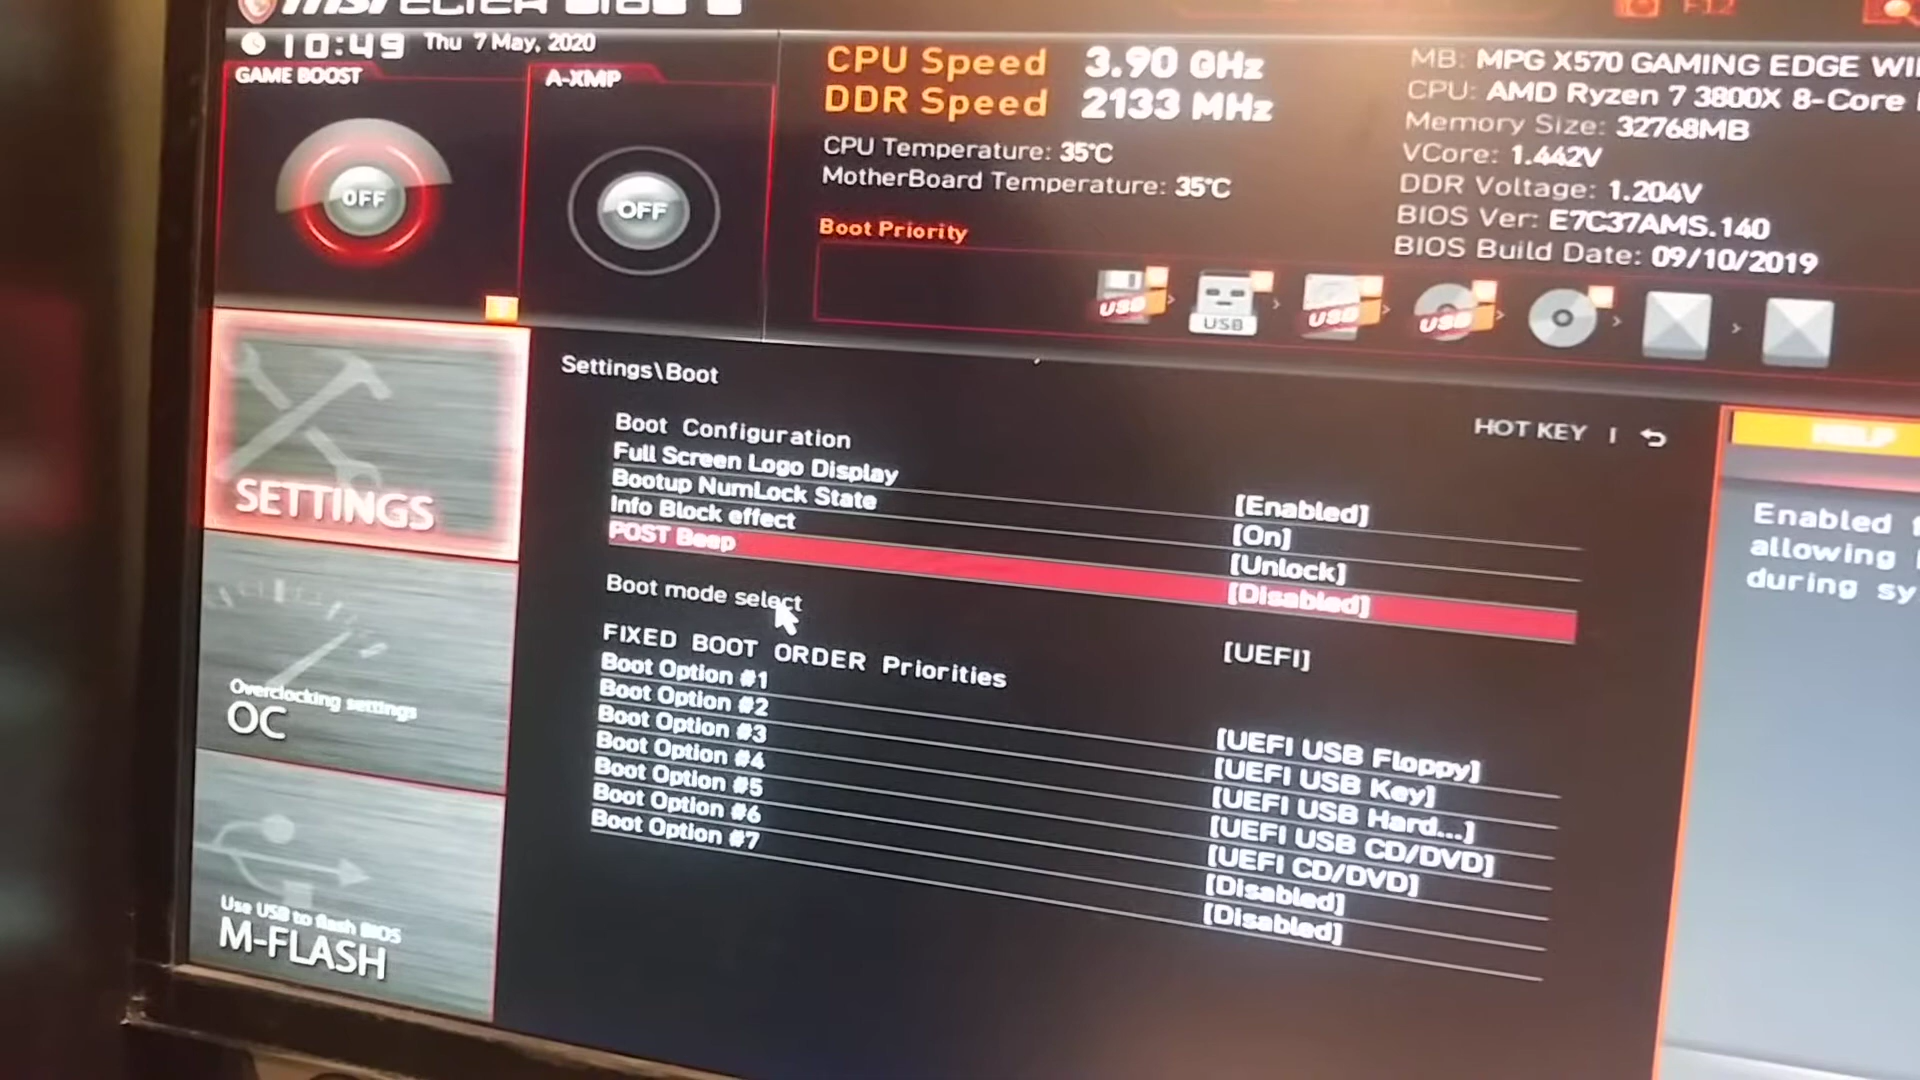 10:49 Thu 7 May, 2020
GAME BOOST
OFF
A-XMP
OFF
CPU Speed 3.90 GHz
DDR Speed 2133 MHz
CPU Temperature: 35°C
MotherBoard Temperature: 35°C
Boot Priority
USB
USB
USB
USB
F12
MB: MPG X570 GAMING EDGE
CPU: AMD Ryzen 7 3800X 8-Core
Memory Size: 32768MB
VCore: 1.442V
DDR Voltage: 1.204V
BIOS Ver: E7C37AMS.140
BIOS Build Date: 09/10/2019
SETTINGS
Overclocking settings
OC
Use USB to flash BIOS
M-FLASH
Settings\Boot
HOT KEY |
Boot Configuration
Full Screen Logo Display [Enabled]
Bootup NumLock State [On]
Info Block effect [Unlock]
POST Beep [Disabled]
Boot mode select [UEFI]
FIXED BOOT ORDER Priorities
Boot Option #1 [UEFI USB Floppy]
Boot Option #2 [UEFI USB Key]
Boot Option #3 [UEFI USB Hard...]
Boot Option #4 [UEFI USB CD/DVD]
Boot Option #5 [UEFI CD/DVD]
Boot Option #6 [Disabled]
Boot Option #7 [Disabled]
HELP
Enabled
allowing
during sy